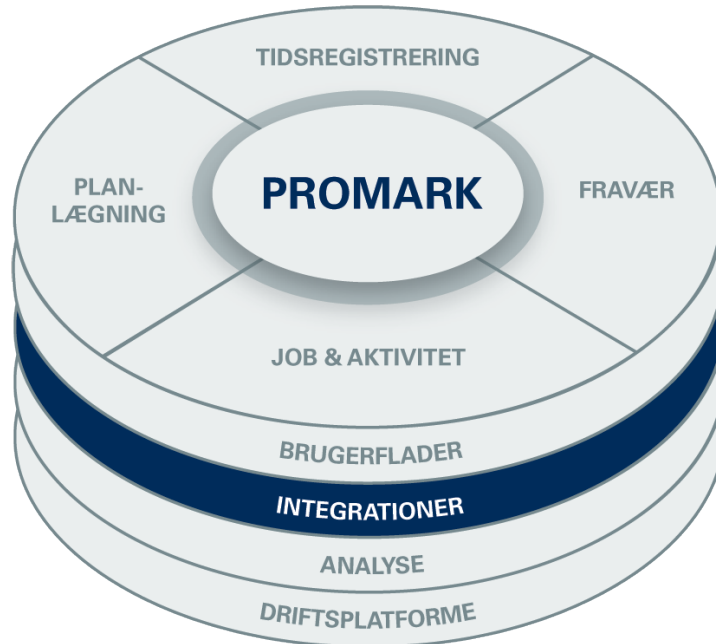 TIDSREGISTRERING
PLAN-
LÆGNING
PROMARK
FRAVÆR
JOB & AKTIVITET
BRUGERFLADER
INTEGRATIONER
ANALYSE
DRIFTSPLATFORME